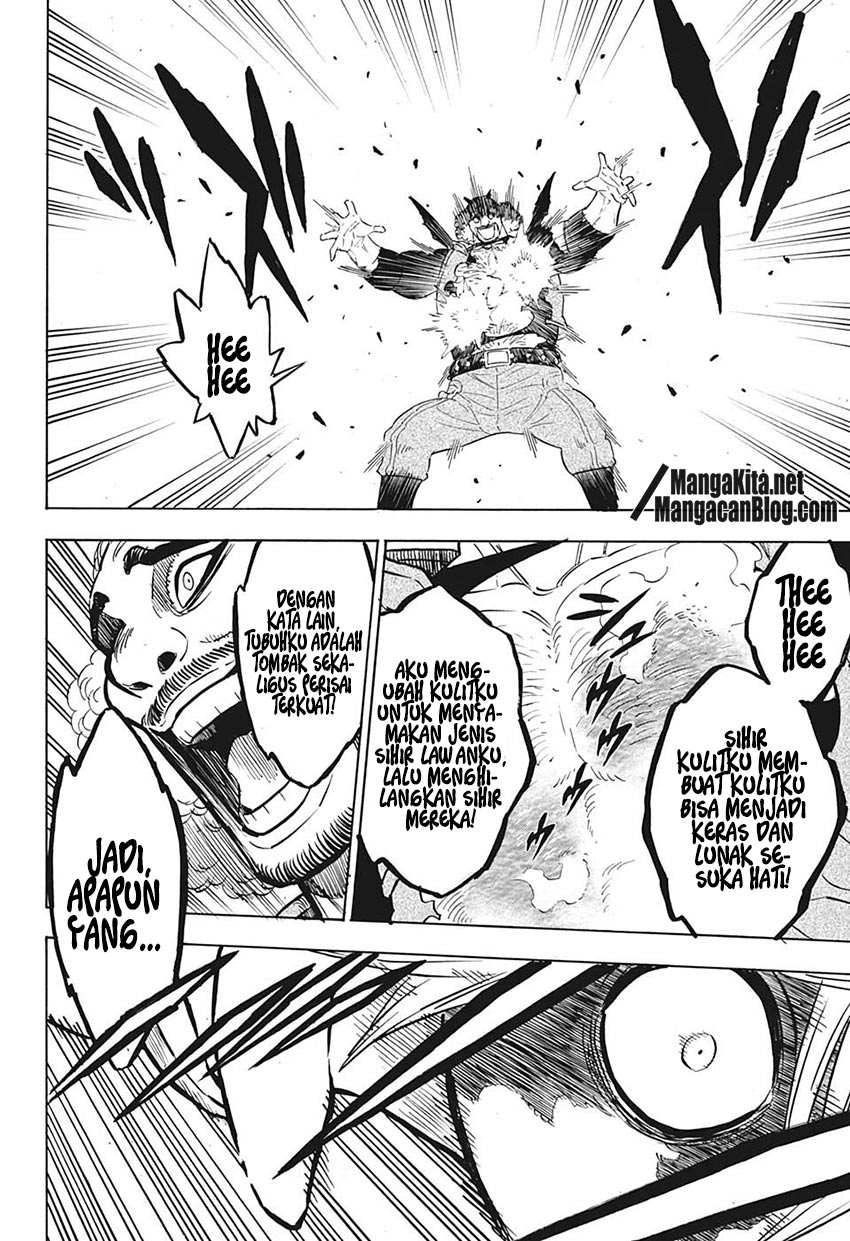 HEE
HEE
MangaKita.net
MangacanBlog.com
THEE
HEE
HEE
SIHIR
KULITKU MEM-
BUAT KULITKU
BISA MENJADI
KERAS DAN
LUNAK SE-
SUKA HATI!
AKU MENG-
UBAH KULITKU
UNTUK MENYA-
MAKAN JENIS
SIHIR LAWANKU,
LALU MENGHI-
LANGKAN SIHIR
MEREKA!
DENGAN
KATA LAIN,
TUBUHKU ADALAH
TOMBAK SEKA-
LIGUS PERISAI
TERKUAT!
JADI,
APAPUN
YANG...